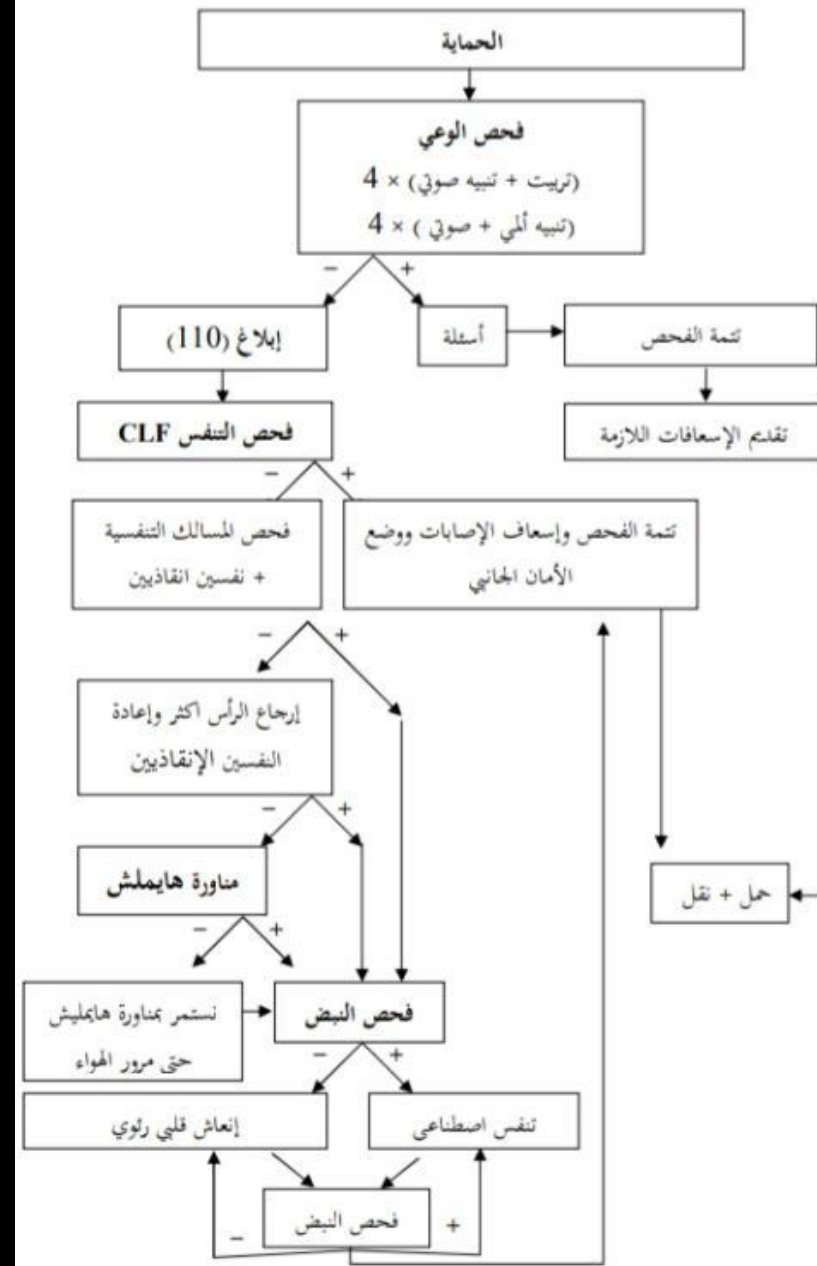 الحماية
فحص الوعي
(تربيت + تنبيه صوتي) × 4
(تنبيه ألمي + صوتي ) × 4
− +
إبلاغ (110)
أسئلة
تتمة الفحص
فحص التنفس CLF
تقديم الإسعافات اللازمة
− +
فحص المسالك التنفسية
+ نفسين انقاذيين
تتمة الفحص وإسعاف الإصابات ووضع
الأمان الجانبي
− +
إرجاع الرأس اكثر وإعادة
النفسين الإنقاذيين
− +
مناورة هايملش
حمل + نقل
− +
نستمر بمناورة هايمليش
حتى مرور الهواء
فحص النبض
− +
إنعاش قلبي رئوي
تنفس اصطناعى
فحص النبض
− +